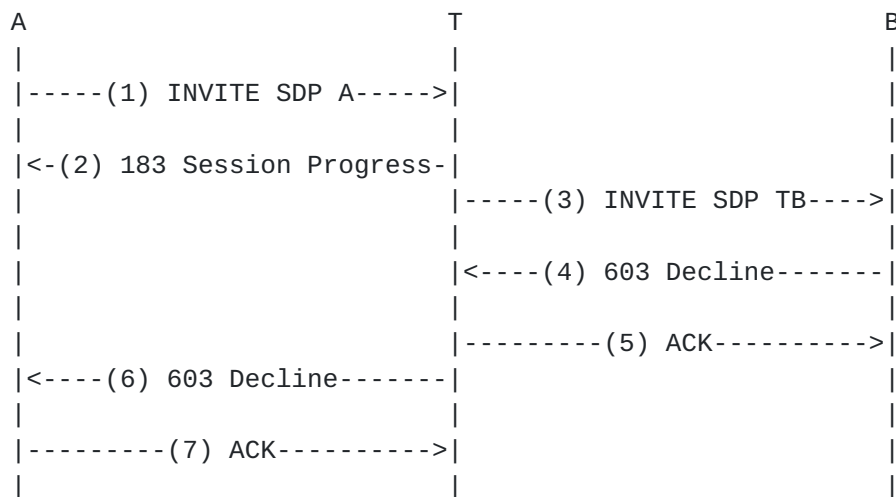 A                           T                           B
|                           |                           |
|-----(1) INVITE SDP A----->|                           |
|                           |                           |
|<-(2) 183 Session Progress-|                           |
|                           |-----(3) INVITE SDP TB---->|
|                           |                           |
|                           |<----(4) 603 Decline-------|
|                           |                           |
|                           |---------(5) ACK---------->|
|<----(6) 603 Decline-------|                           |
|                           |                           |
|---------(7) ACK---------->|                           |
|                           |                           |